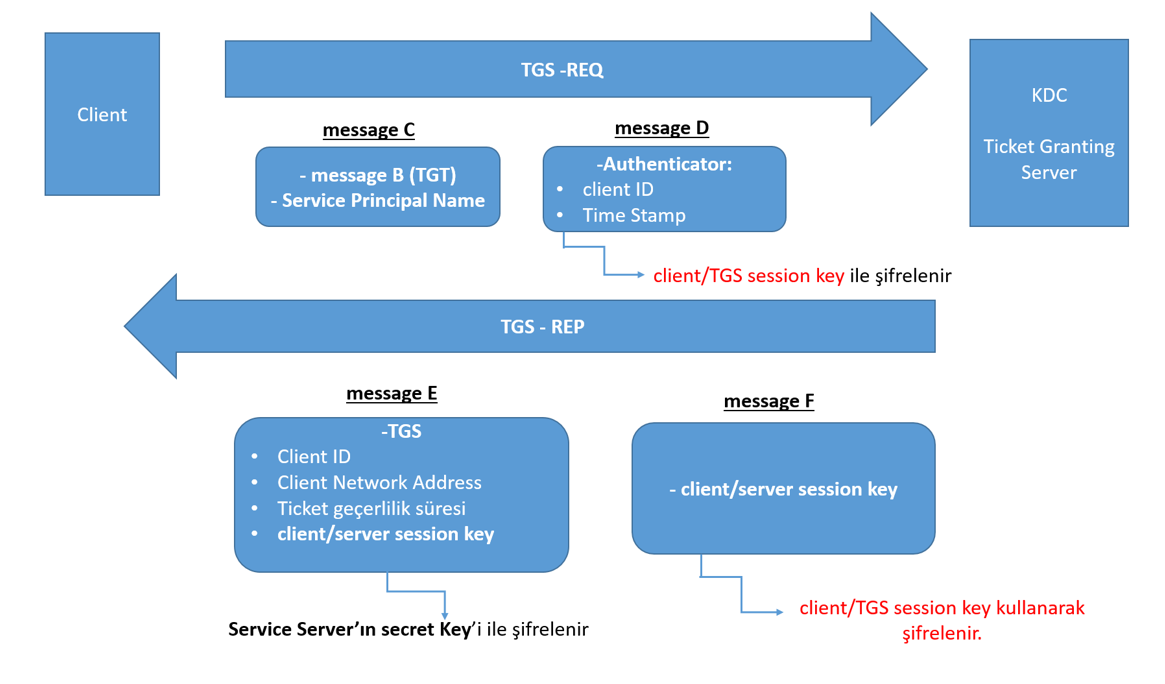 Client
TGS -REQ
KDC
Ticket Granting
Server
message C
- message B (TGT)
- Service Principal Name
message D
-Authenticator:
• client ID
• Time Stamp
client/TGS session key ile şifrelenir
TGS - REP
message E
-TGS
• Client ID
• Client Network Address
• Ticket geçerlilik süresi
• client/server session key
Service Server’ın secret Key’i ile şifrelenir
message F
- client/server session key
client/TGS session key kullanarak
şifrelenir.